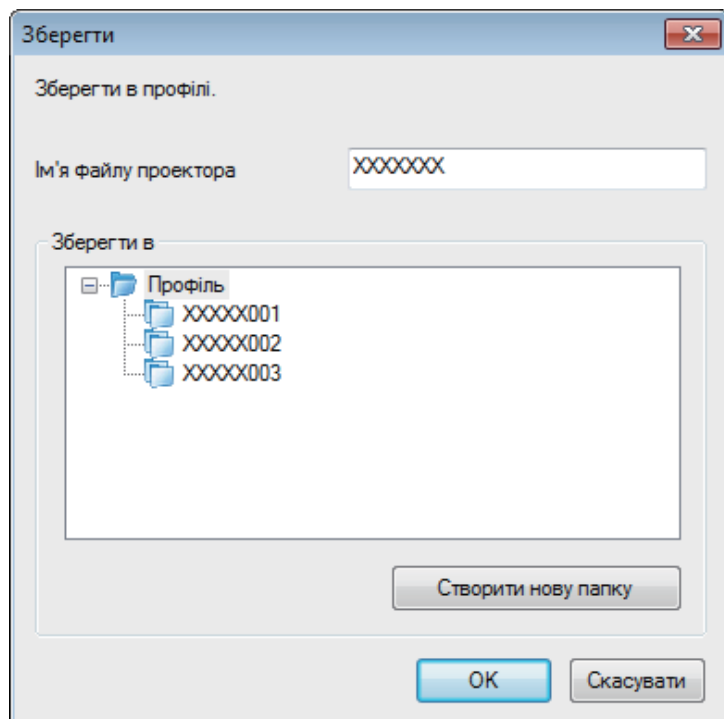 Зберегти
Зберегти в профілі.
Ім'я файлу проектора XXXXXXX
Зберегти в
Профіль
XXXXX001
XXXXX002
XXXXX003
Створити нову папку
OK Скасувати